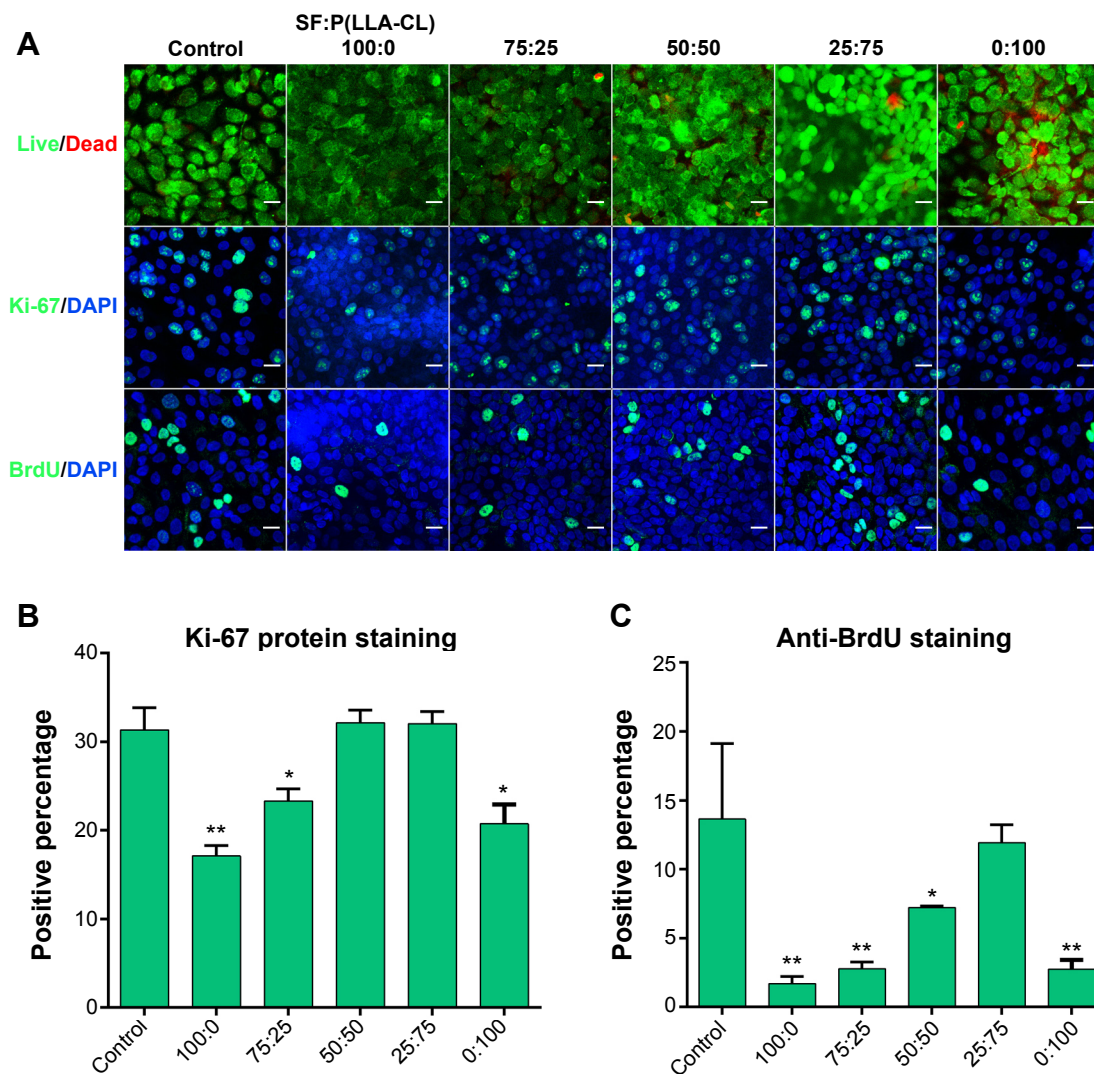 A
SF:P(LLA-CL)
Control 100:0 75:25 50:50 25:75 0:100
Live/Dead
Ki-67/DAPI
BrdU/DAPI
B
Ki-67 protein staining
Positive percentage
40
30
20
10
0
**
*
*
Control 100:0 75:25 50:50 25:75 0:100
C
Anti-BrdU staining
Positive percentage
25
20
15
10
5
0
**
**
*
**
Control 100:0 75:25 50:50 25:75 0:100